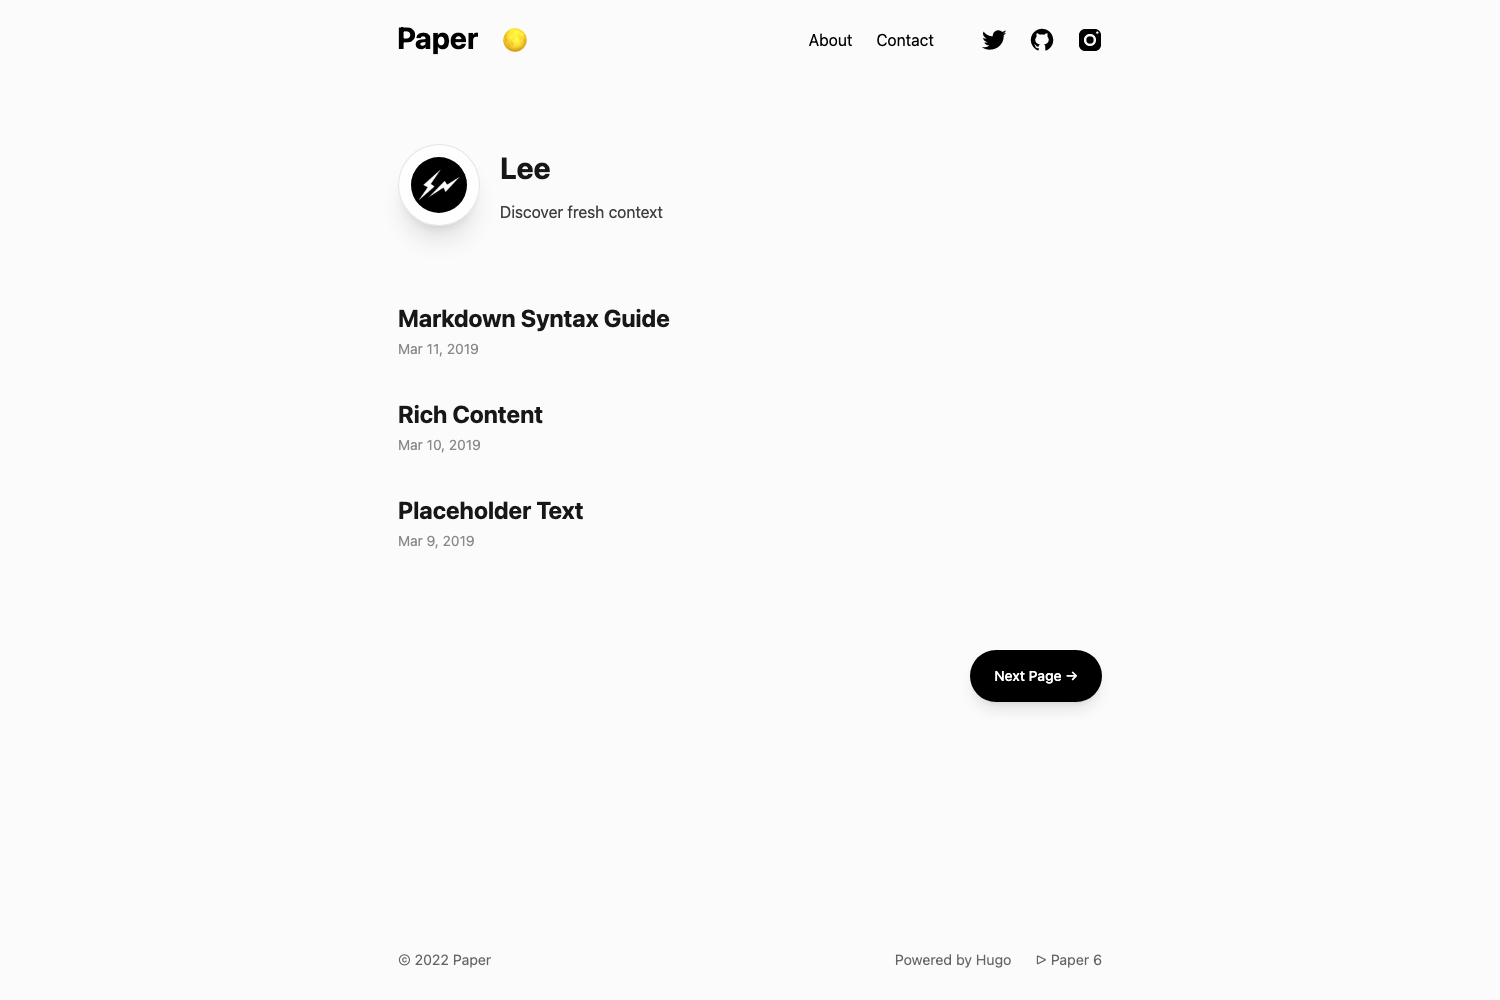 Paper
About Contact
Lee
Discover fresh context
Markdown Syntax Guide
Mar 11, 2019
Rich Content
Mar 10, 2019
Placeholder Text
Mar 9, 2019
Next Page →
© 2022 Paper
Powered by Hugo ▷ Paper 6